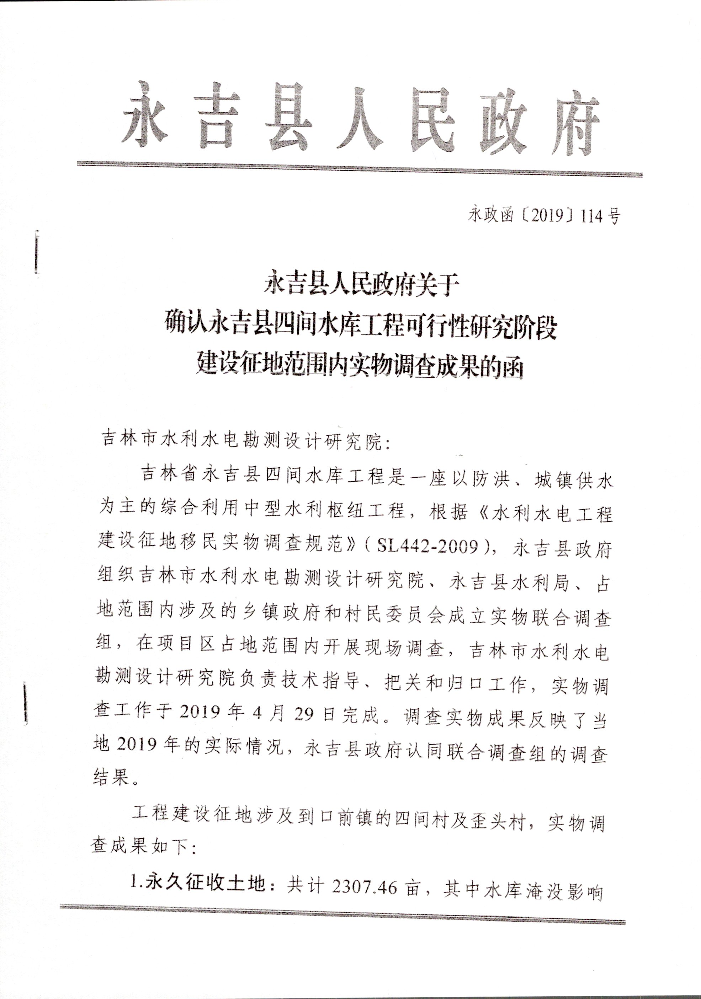 永吉县人民政府
永政函〔2019〕114号
永吉县人民政府关于
确认永吉县四间水库工程可行性研究阶段
建设征地范围内实物调查成果的函
吉林市水利水电勘测设计研究院：
吉林省永吉县四间水库工程是一座以防洪、城镇供水
为主的综合利用中型水利枢纽工程，根据《水利水电工程
建设征地移民实物调查规范》（SL442-2009），永吉县政府
组织吉林市水利水电勘测设计研究院、永吉县水利局、占
地范围内涉及的乡镇政府和村民委员会成立实物联合调查
组，在项目区占地范围内开展现场调查，吉林市水利水电
勘测设计研究院负责技术指导、把关和归口工作，实物调
查工作于 2019 年 4 月 29 日完成。调查实物成果反映了当
地 2019 年的实际情况，永吉县政府认同联合调查组的调查
结果。
工程建设征地涉及到口前镇的四间村及歪头村，实物调
查成果如下：
1.永久征收土地：共计 2307.46 亩，其中水库淹没影响